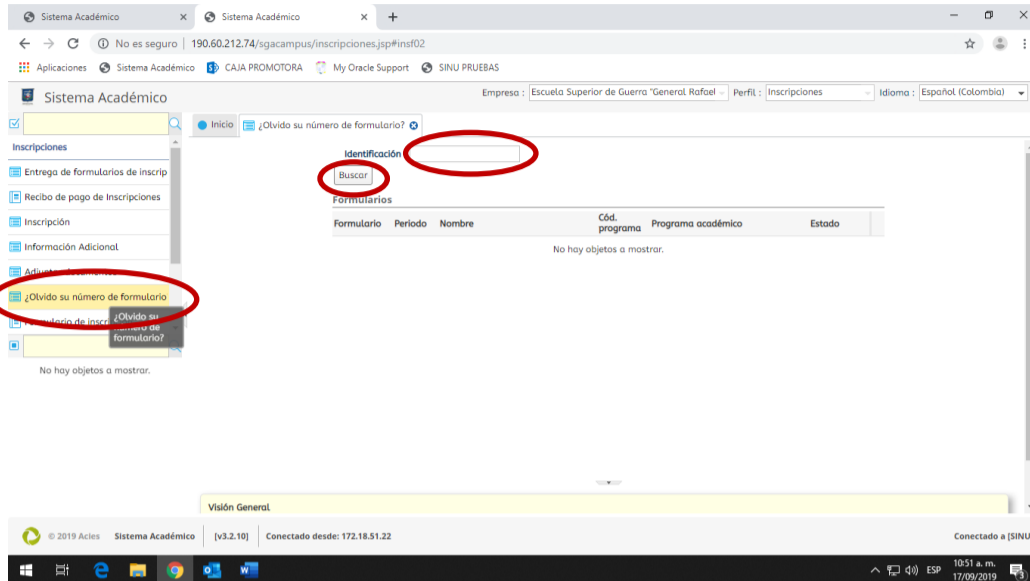 Sistema Académico
Sistema Académico
No es seguro | 190.60.212.74/sgacampus/inscripciones.jsp#insf02
Aplicaciones Sistema Académico CAJA PROMOTORA My Oracle Support SINU PRUEBAS
Sistema Académico
Empresa : Escuela Superior de Guerra "General Rafael Perfil : Inscripciones Idioma : Español (Colombia)
Inicio ¿Olvido su número de formulario?
Inscripciones
Entrega de formularios de inscrip
Recibo de pago de Inscripciones
Inscripción
Información Adicional
¿Olvido su número de formulario
¿Olvido su número de formulario?
No hay objetos a mostrar.
Identificación
Buscar
Formularios
Formulario Periodo Nombre Cód. programa Programa académico Estado
No hay objetos a mostrar.
Visión General
© 2019 Acies Sistema Académico [v3.2.10] Conectado desde: 172.18.51.22 Conectado a [SINU
ESP 10:51 a. m.
17/09/2019